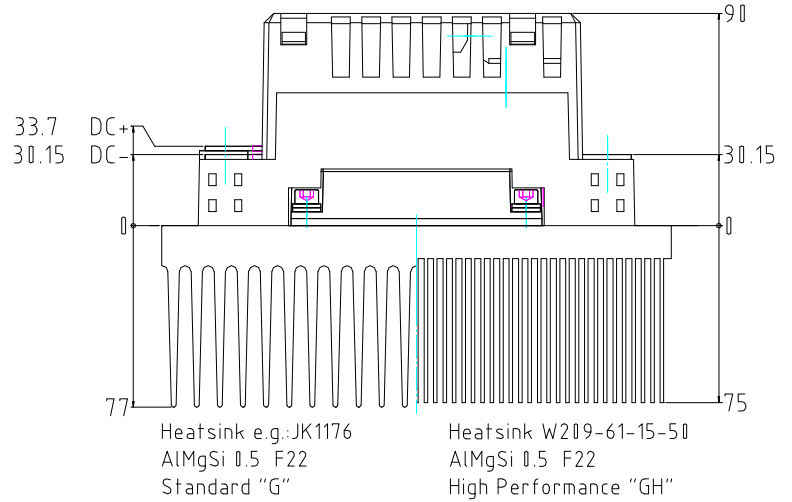 90
33.7 DC+
30.15 DC-
30.15
0
0
77
75
Heatsink e.g.:JK1176
AlMgSi 0.5 F22
Standard "G"
Heatsink W209-61-15-50
AlMgSi 0.5 F22
High Performance "GH"